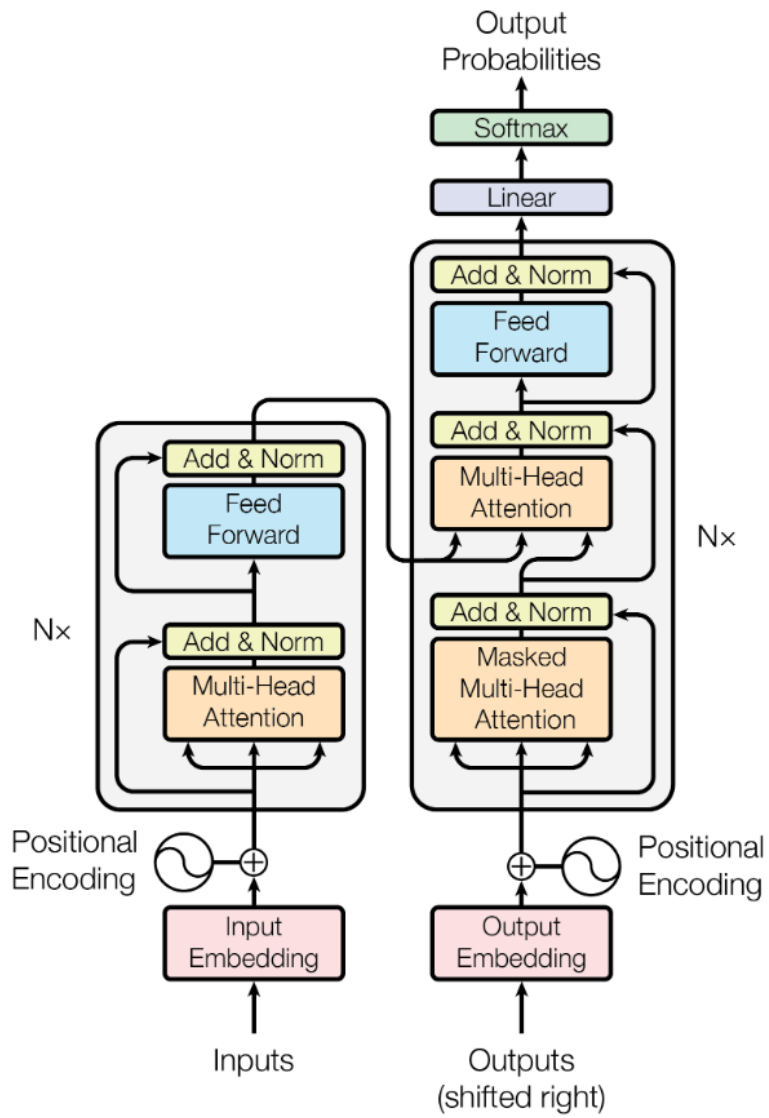 Output
Probabilities
Softmax
Linear
Add & Norm
Feed
Forward
Add & Norm
Multi-Head
Attention
Nx
Add & Norm
Masked
Multi-Head
Attention
Add & Norm
Feed
Forward
Nx
Add & Norm
Multi-Head
Attention
Positional
Encoding
Positional
Encoding
Input
Embedding
Output
Embedding
Inputs
Outputs
(shifted right)